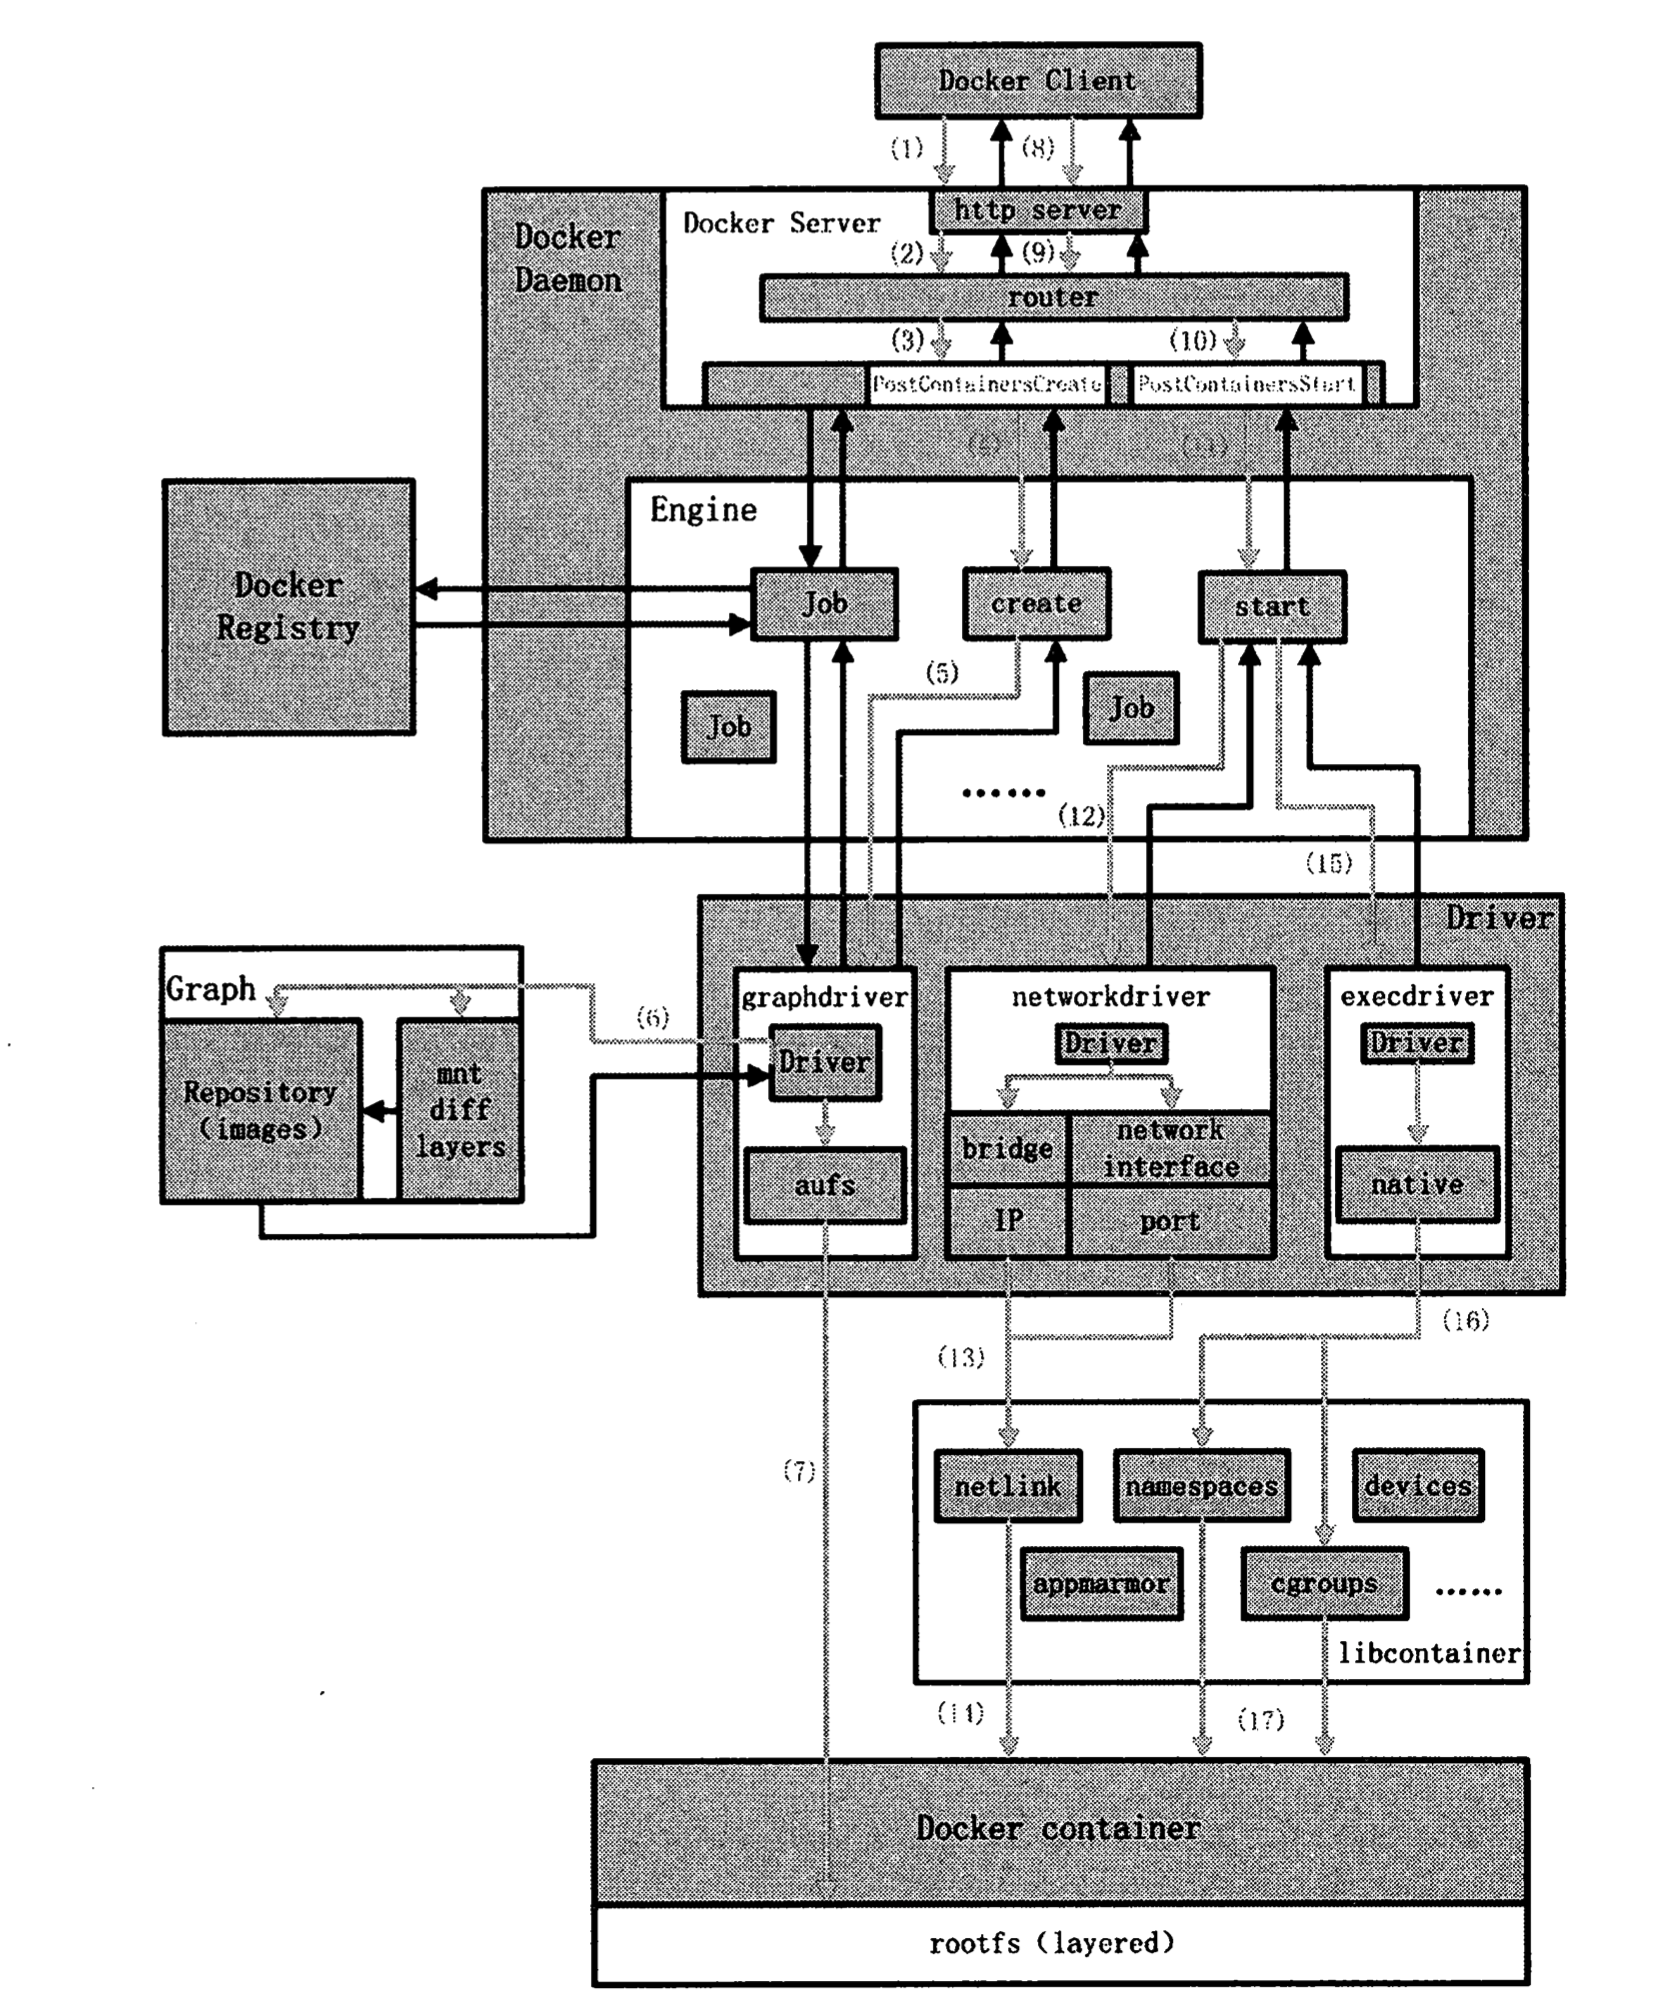 Docker Client
(1)
(8)
http server
Docker Server
Docker
Daemon
(2)
(9)
router
(3)
(10)
PostContainersCreate
PostContainersStart
(4)
(11)
Engine
Docker
Registry
Job
create
start
(5)
Job
Job
......
(12)
(15)
Driver
Graph
graphdriver
networkdriver
execdriver
(6)
Driver
Driver
Driver
Repository
(images)
mnt
diff
layers
bridge
network
interface
aufs
native
IP
port
(16)
(13)
(7)
netlink
namespaces
devices
appmarmor
cgroups
......
libcontainer
(14)
(17)
Docker container
rootfs (layered)